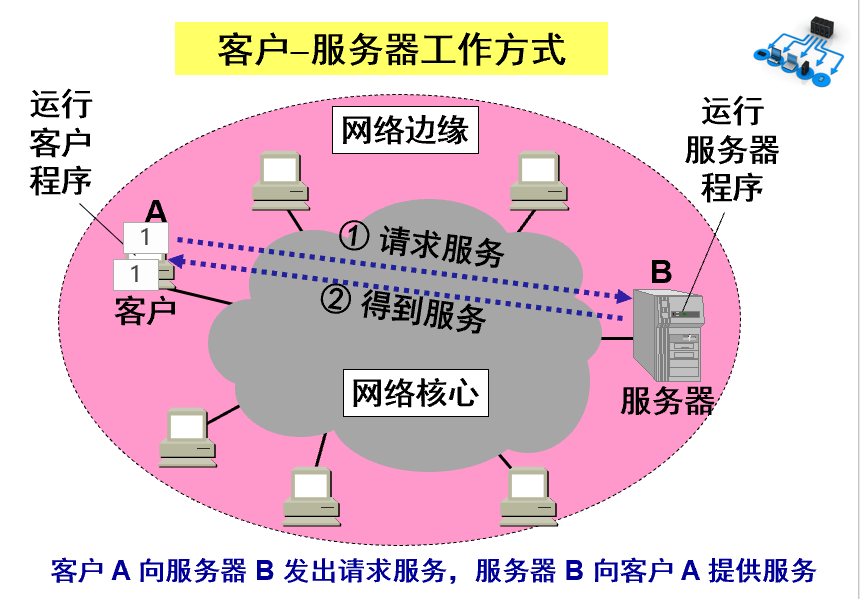 客户–服务器工作方式
运行
客户
程序
网络边缘
运行
服务器
程序
A
1
1
客户
① 请求服务
② 得到服务
B
服务器
网络核心
客户 A 向服务器 B 发出请求服务，服务器 B 向客户 A 提供服务